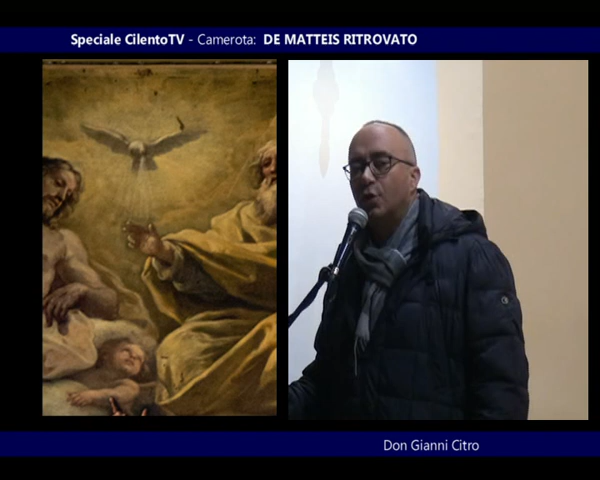 Speciale CilentoTV - Camerota: DE MATTEIS RITROVATO
Don Gianni Citro